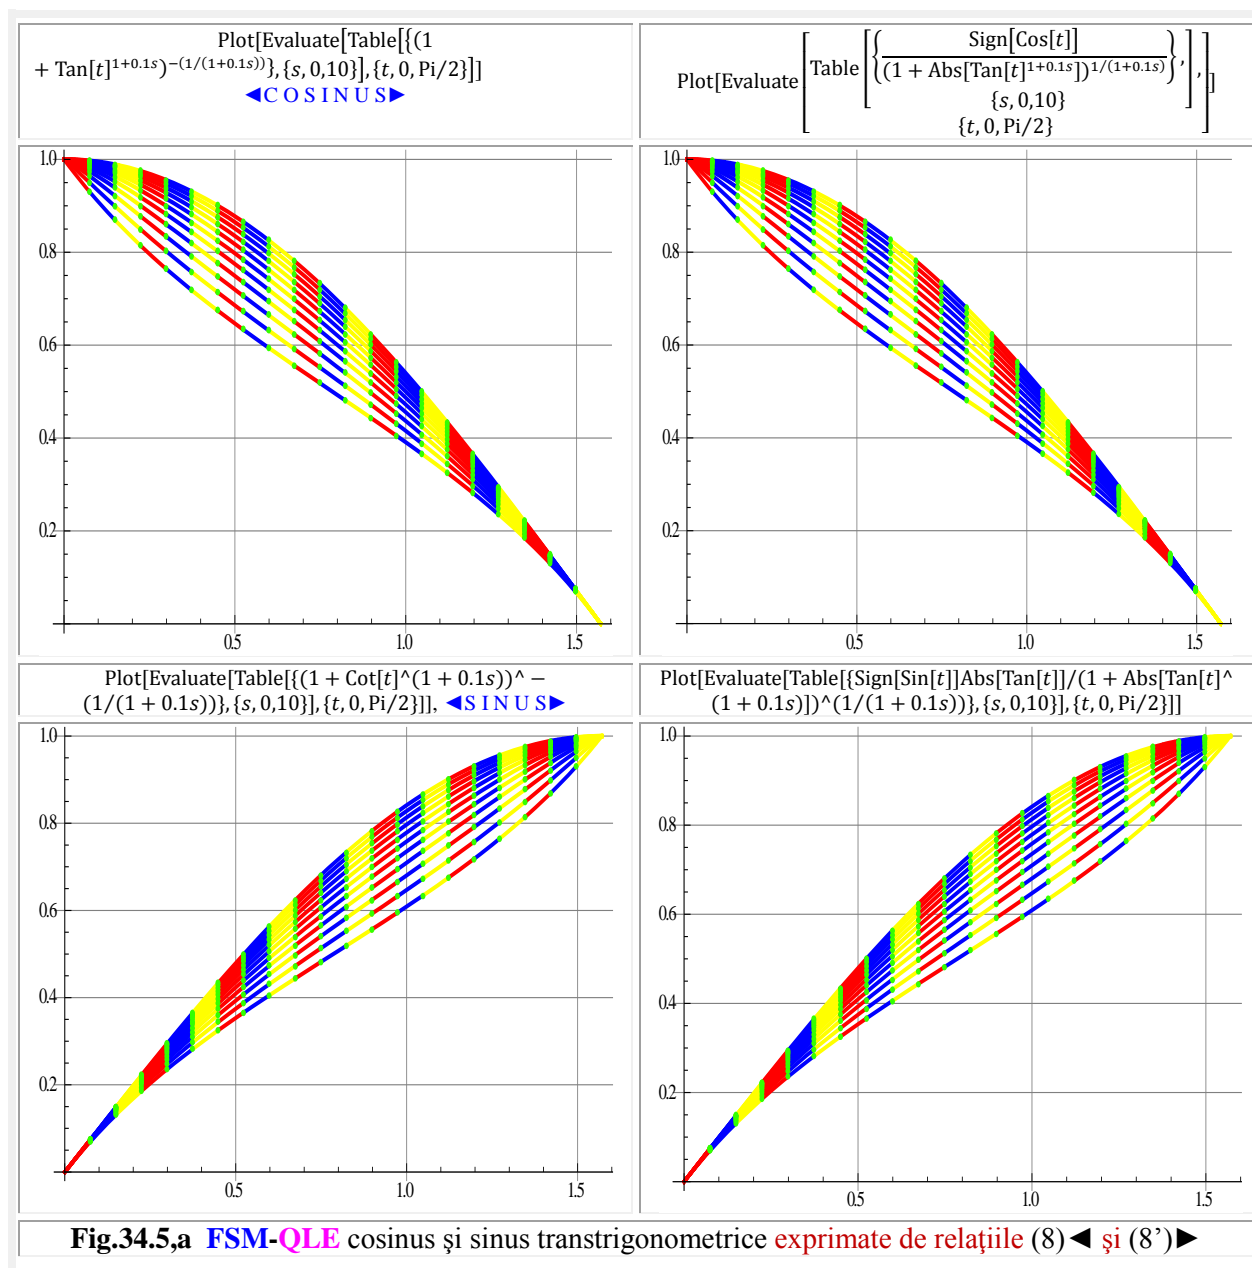 Plot[Evaluate[Table[{(1
+ Tan[t]^{1+0.1s})^{−(1/(1+0.1s))}},{s,0,10}],{t,0,Pi/2}]]
◄C O S I N U S►
Plot[Evaluate[Table[{Sign[Cos[t]]/(1 + Abs[Tan[t]^{1+0.1s}])^{1/(1+0.1s)}},],]]
{s,0,10}
{t,0,Pi/2}
1.0
0.8
0.6
0.4
0.2
0.5
1.0
1.5
1.0
0.8
0.6
0.4
0.2
0.5
1.0
1.5
Plot[Evaluate[Table[{(1 + Cot[t]^(1 + 0.1s))^ −
(1/(1 + 0.1s))},{s,0,10}],{t,0,Pi/2}]], ◄S I N U S►
Plot[Evaluate[Table[{Sign[Sin[t]]Abs[Tan[t]]/(1 + Abs[Tan[t]^
(1 + 0.1s)])^(1/(1 + 0.1s))},{s,0,10}],{t,0,Pi/2}]]
1.0
0.8
0.6
0.4
0.2
0.5
1.0
1.5
1.0
0.8
0.6
0.4
0.2
0.5
1.0
1.5
Fig.34.5,a FSM-QLE cosinus şi sinus transtrigonometrice exprimate de relaţiile (8)◄ şi (8’)►